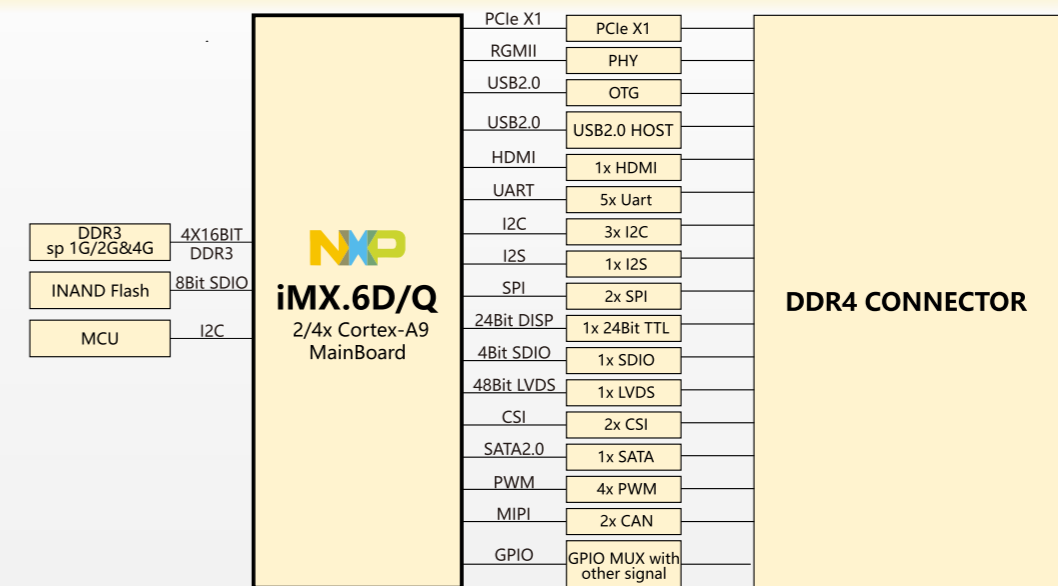 DDR3
sp 1G/2G&4G
4X16BIT
DDR3
INAND Flash
8Bit SDIO
MCU
I2C
NXP
iMX.6D/Q
2/4x Cortex-A9
MainBoard
PCIe X1
PCIe X1
RGMII
PHY
USB2.0
OTG
USB2.0
USB2.0 HOST
HDMI
1x HDMI
UART
5x Uart
I2C
3x I2C
I2S
1x I2S
SPI
2x SPI
24Bit DISP
1x 24Bit TTL
4Bit SDIO
1x SDIO
48Bit LVDS
1x LVDS
CSI
2x CSI
SATA2.0
1x SATA
PWM
4x PWM
MIPI
2x CAN
GPIO
GPIO MUX with
other signal
DDR4 CONNECTOR